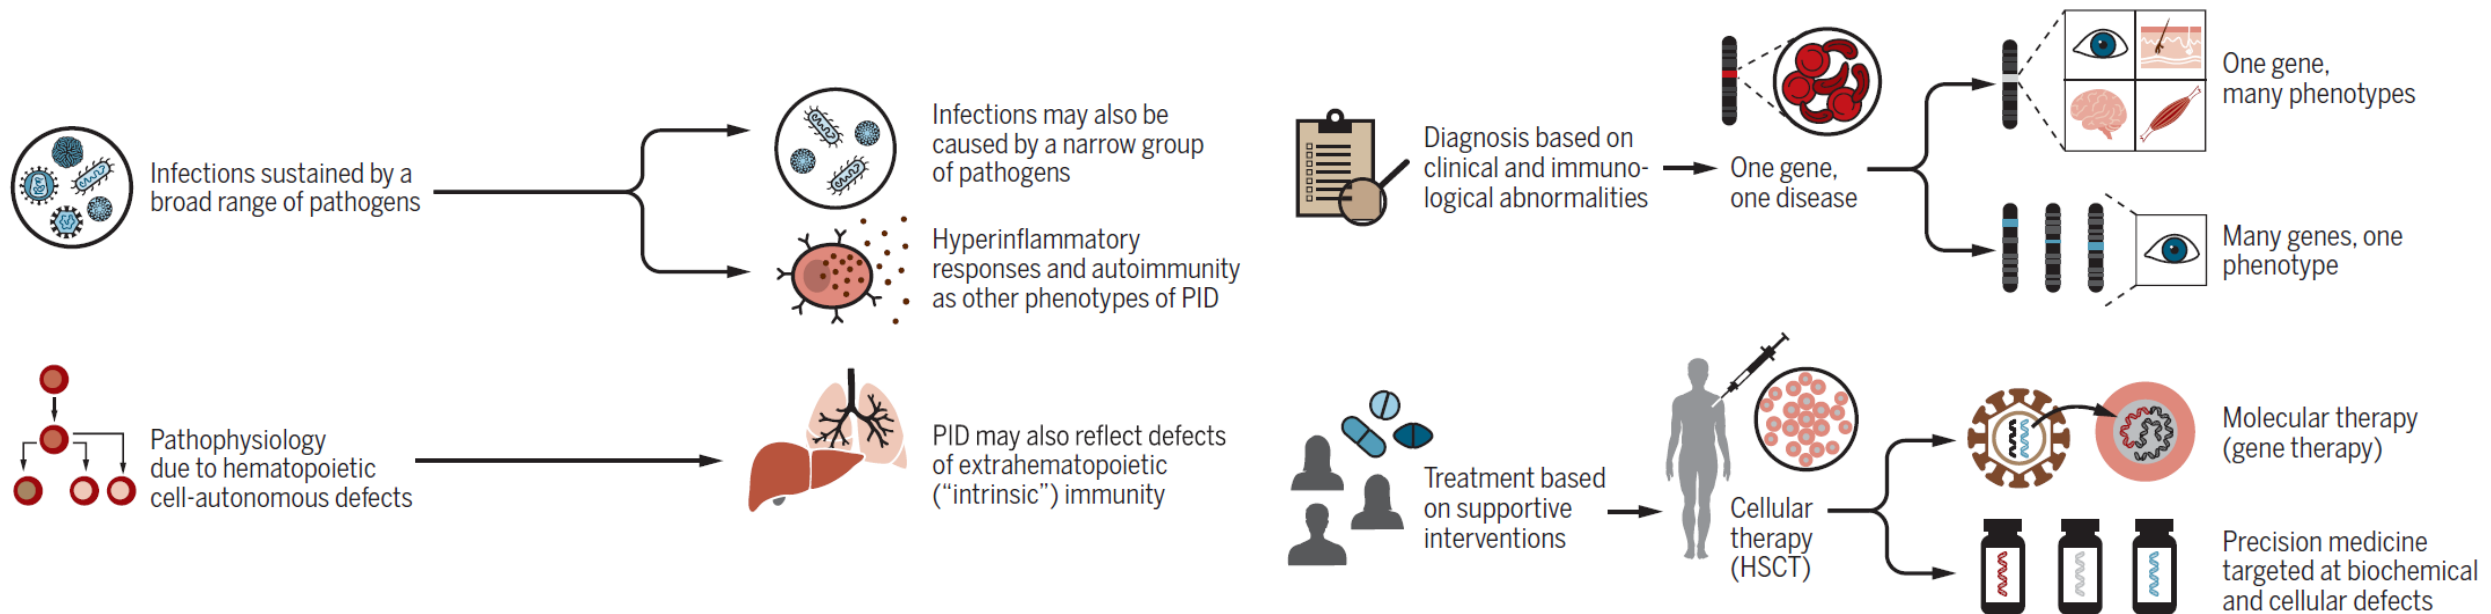 Infections sustained by a
broad range of pathogens
Infections may also be
caused by a narrow group
of pathogens
Hyperinflammatory
responses and autoimmunity
as other phenotypes of PID
Pathophysiology
due to hematopoietic
cell-autonomous defects
PID may also reflect defects
of extrahematopoietic
(“intrinsic”) immunity
Diagnosis based on
clinical and immuno-
logical abnormalities
One gene,
one disease
One gene,
many phenotypes
Many genes, one
phenotype
Treatment based
on supportive
interventions
Cellular
therapy
(HSCT)
Molecular therapy
(gene therapy)
Precision medicine
targeted at biochemical
and cellular defects